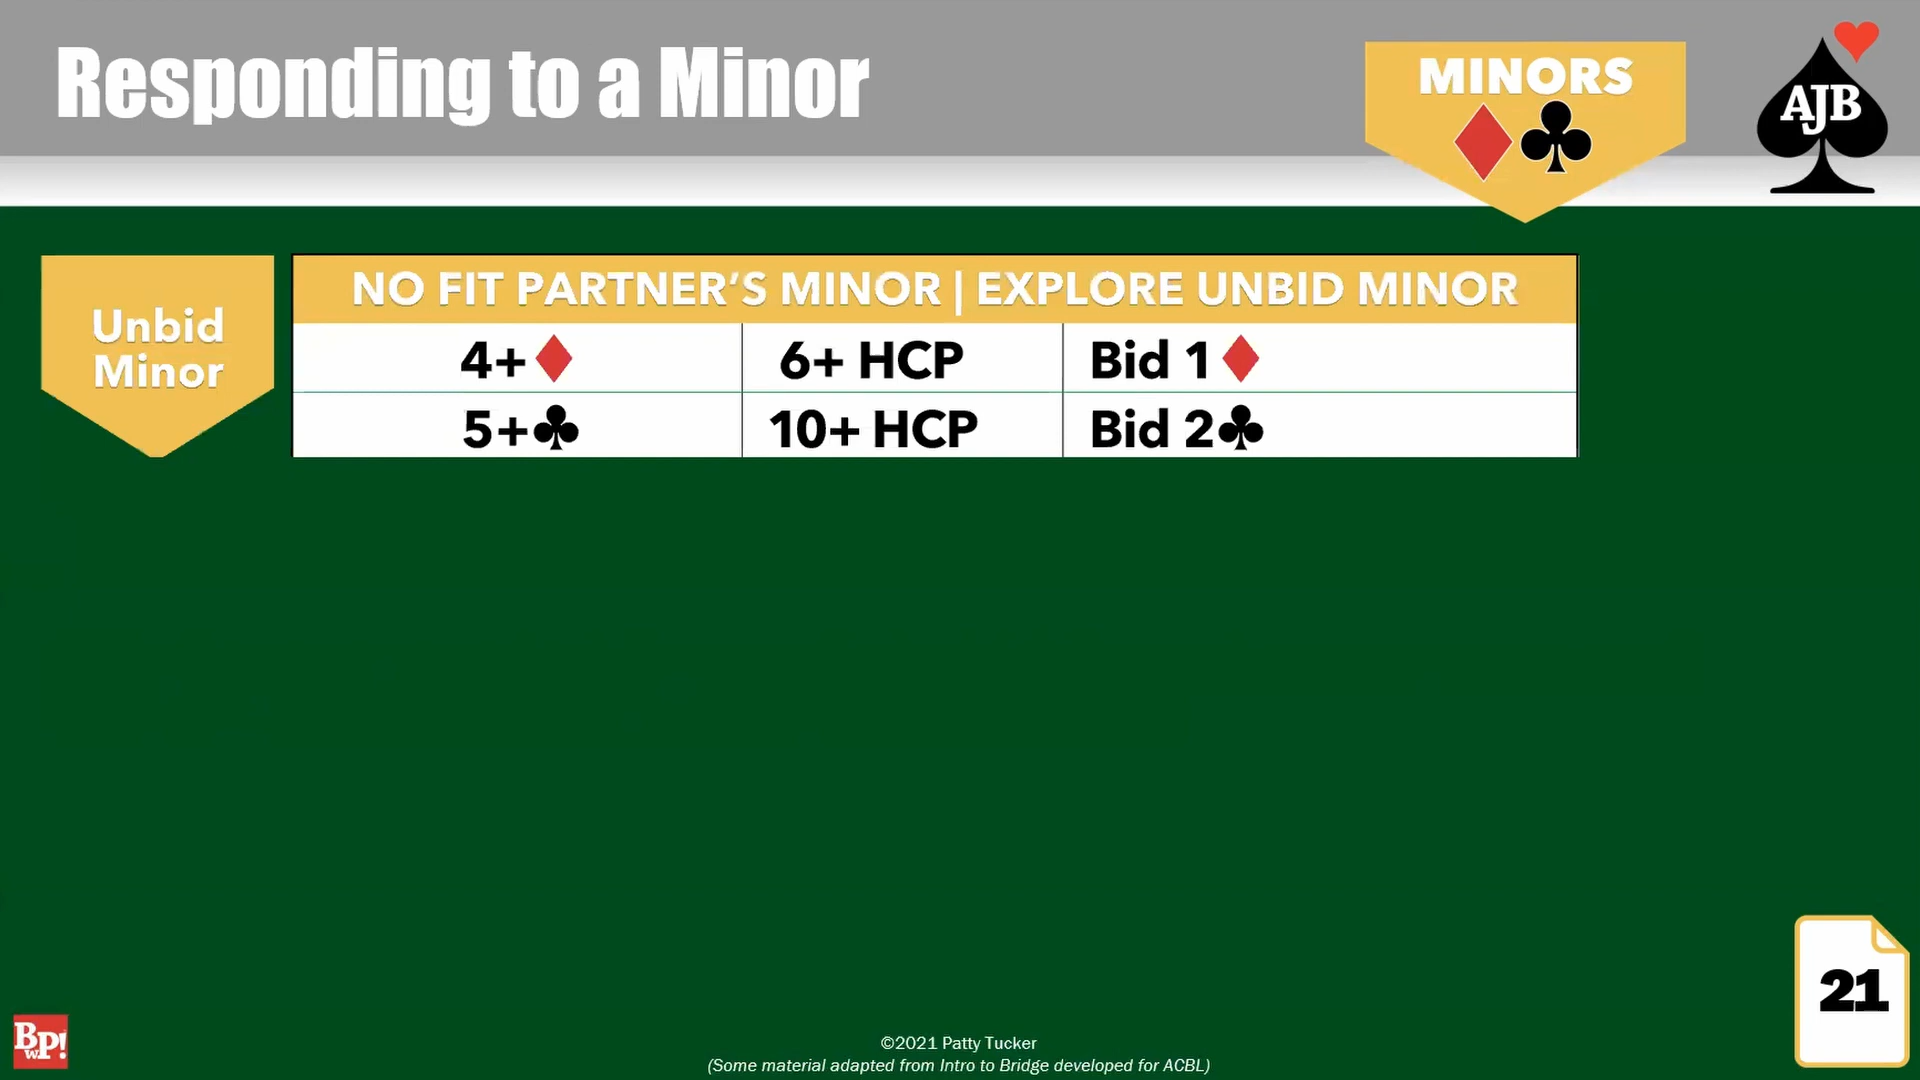 Responding to a Minor
MINORS
AJB
Unbid
Minor
NO FIT PARTNER'S MINOR | EXPLORE UNBID MINOR
4+♦ 6+ HCP Bid 1♦
5+♣ 10+ HCP Bid 2♣
21
BwP!
©2021 Patty Tucker
(Some material adapted from Intro to Bridge developed for ACBL)